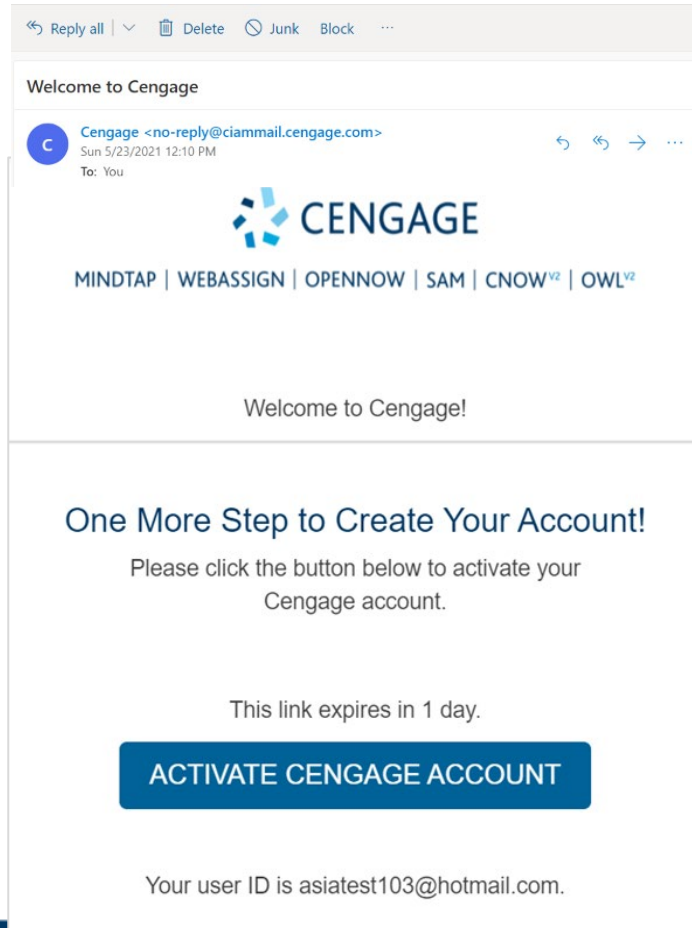 Reply all
Delete
Junk
Block
Welcome to Cengage
C
Cengage <no-reply@ciammail.cengage.com>
Sun 5/23/2021 12:10 PM
To: You
CENGAGE
MINDTAP | WEBASSIGN | OPENNOW | SAM | CNOWV2 | OWLV2
Welcome to Cengage!
One More Step to Create Your Account!
Please click the button below to activate your
Cengage account.
This link expires in 1 day.
ACTIVATE CENGAGE ACCOUNT
Your user ID is asiatest103@hotmail.com.